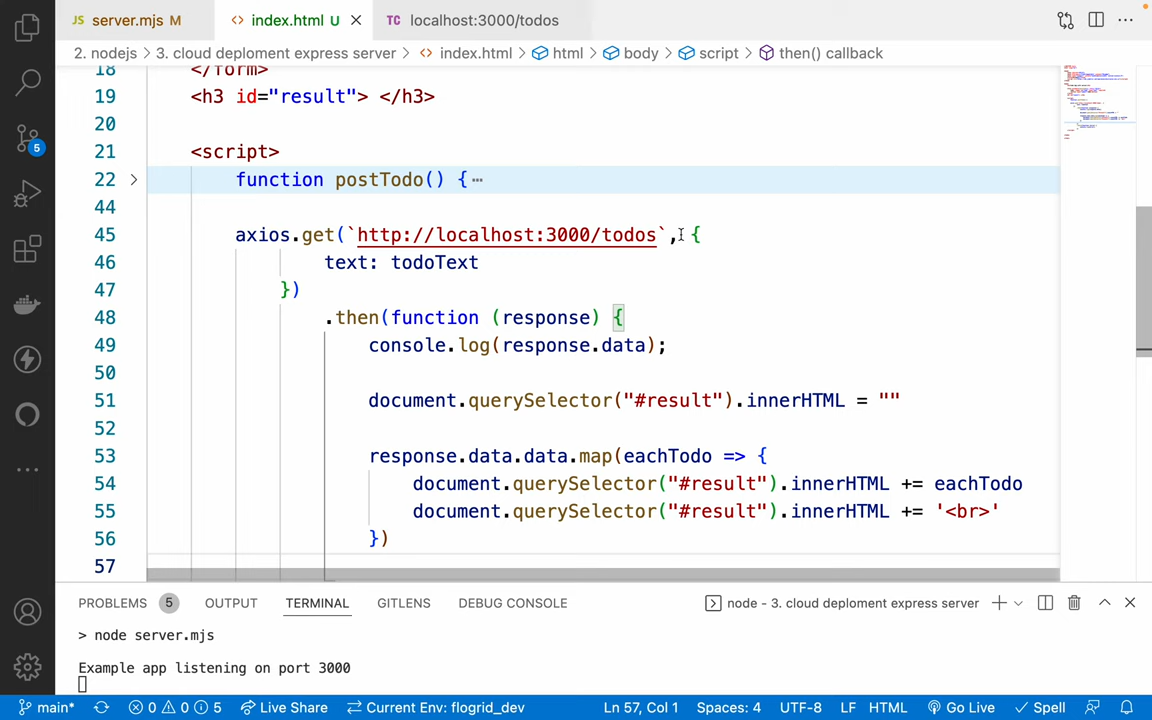 JS server.mjs M <> index.html U × TC localhost:3000/todos ···
2. nodejs > 3. cloud deploment express server > <> index.html > html > body > script > then() callback
18 </form>
19 <h3 id="result"> </h3>
20
21 <script>
22 > function postTodo() { ···
44
45 axios.get(`http://localhost:3000/todos`, {
46 text: todoText
47 })
48 .then(function (response) {
49 console.log(response.data);
50
51 document.querySelector("#result").innerHTML = ""
52
53 response.data.data.map(eachTodo => {
54 document.querySelector("#result").innerHTML += eachTodo
55 document.querySelector("#result").innerHTML += '<br>'
56 })
57
5
PROBLEMS 5 OUTPUT TERMINAL GITLENS DEBUG CONSOLE node - 3. cloud deploment express server
> node server.mjs
Example app listening on port 3000
main* 0 0 5 Live Share Current Env: flogrid_dev Ln 57, Col 1 Spaces: 4 UTF-8 LF HTML Go Live Spell